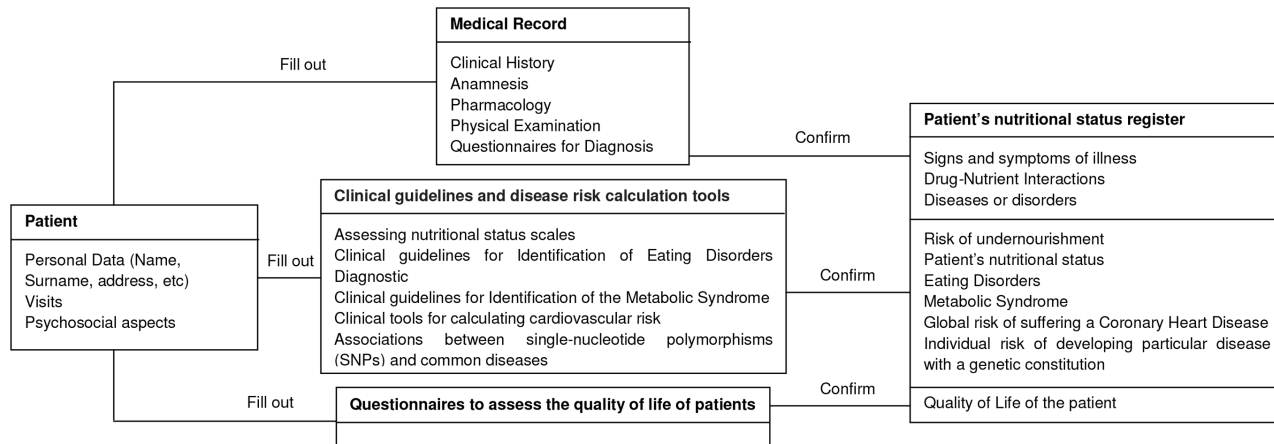 Medical Record
Clinical History
Anamnesis
Pharmacology
Physical Examination
Questionnaires for Diagnosis
Fill out
Confirm
Patient's nutritional status register
Signs and symptoms of illness
Drug-Nutrient Interactions
Diseases or disorders
Risk of undernourishment
Patient's nutritional status
Eating Disorders
Metabolic Syndrome
Global risk of suffering a Coronary Heart Disease
Individual risk of developing particular disease
with a genetic constitution
Quality of Life of the patient
Clinical guidelines and disease risk calculation tools
Assessing nutritional status scales
Clinical guidelines for Identification of Eating Disorders
Diagnostic
Clinical guidelines for Identification of the Metabolic Syndrome
Clinical tools for calculating cardiovascular risk
Associations between single-nucleotide polymorphisms
(SNPs) and common diseases
Patient
Personal Data (Name,
Surname, address, etc)
Visits
Psychosocial aspects
Fill out
Confirm
Fill out
Questionnaires to assess the quality of life of patients
Confirm